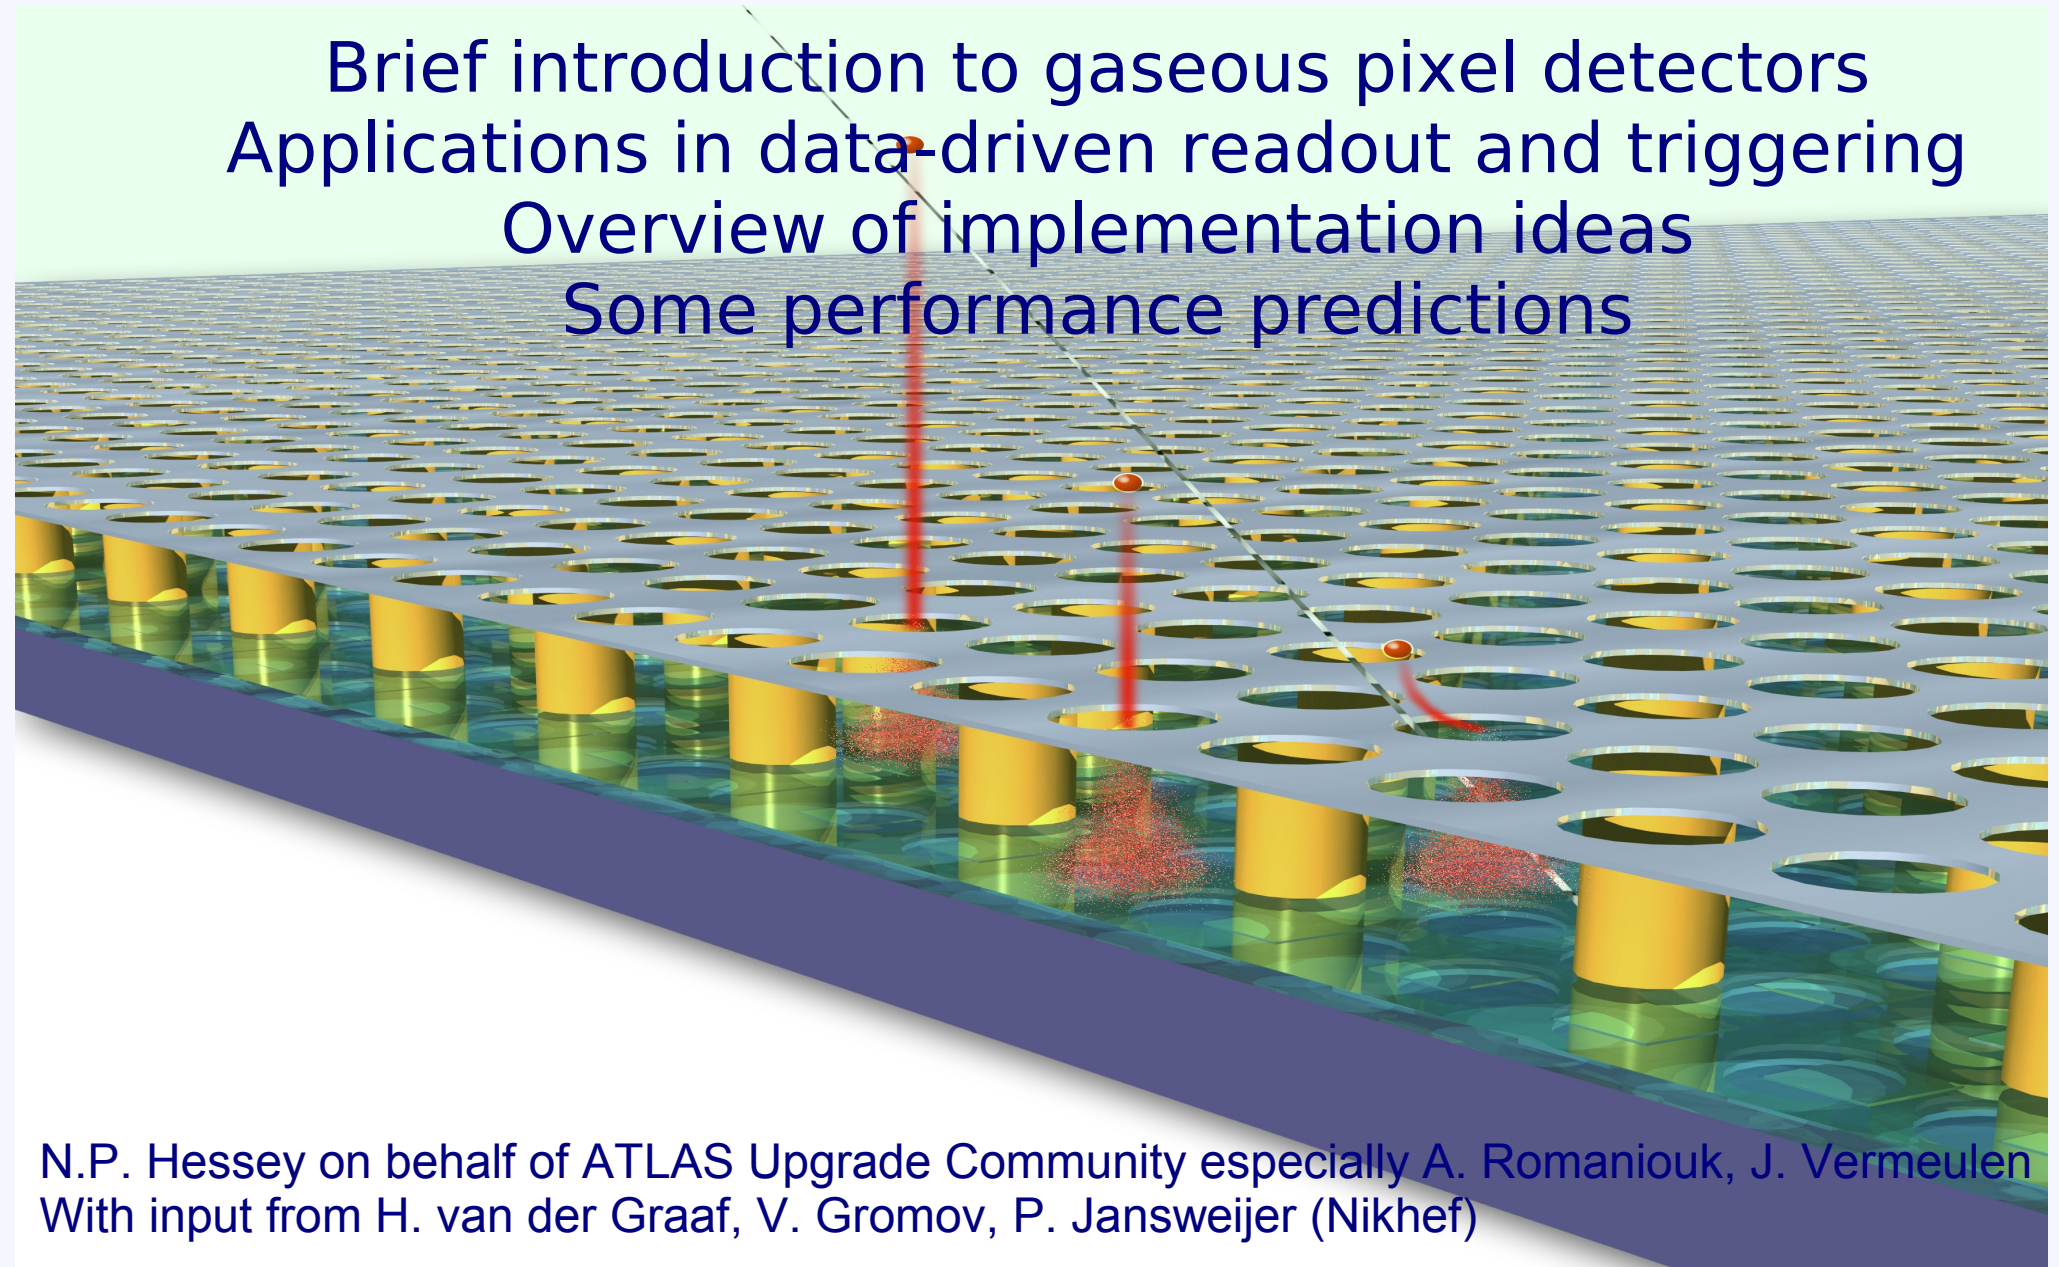 Brief introduction to gaseous pixel detectors
Applications in data-driven readout and triggering
Overview of implementation ideas
Some performance predictions
N.P. Hessey on behalf of ATLAS Upgrade Community especially A. Romaniouk, J. Vermeulen
With input from H. van der Graaf, V. Gromov, P. Jansweijer (Nikhef)